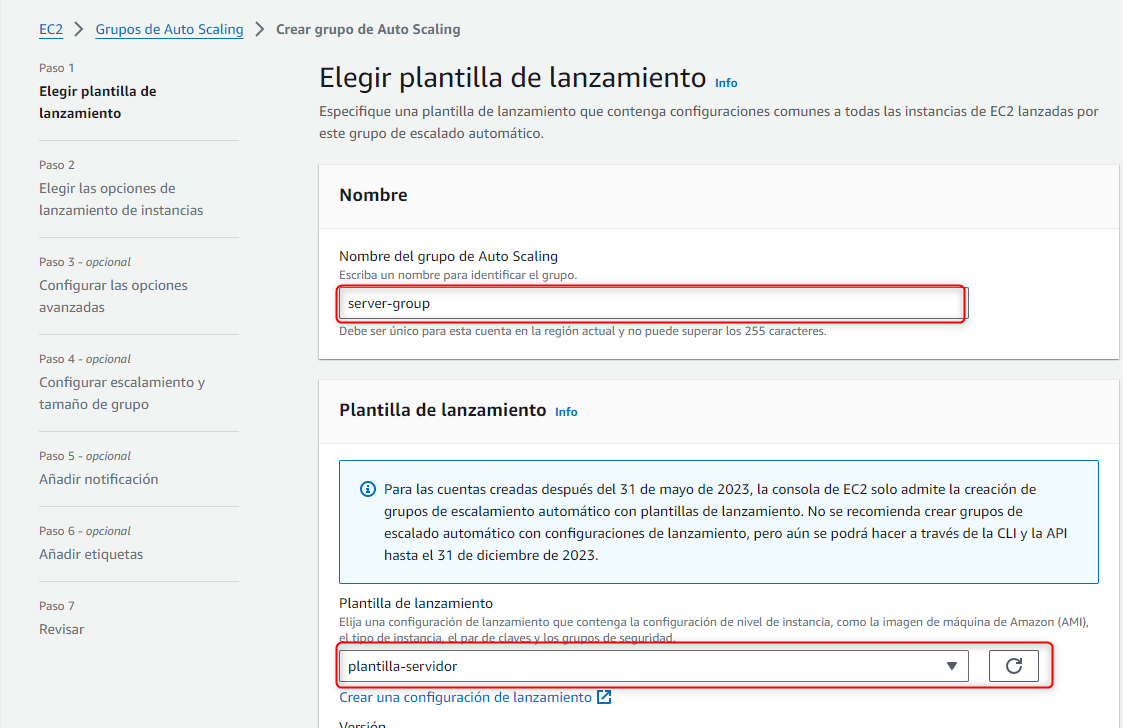 EC2 > Grupos de Auto Scaling > Crear grupo de Auto Scaling
Paso 1
Elegir plantilla de
lanzamiento
Paso 2
Elegir las opciones de
lanzamiento de instancias
Paso 3 - opcional
Configurar las opciones
avanzadas
Paso 4 - opcional
Configurar escalamiento y
tamaño de grupo
Paso 5 - opcional
Añadir notificación
Paso 6 - opcional
Añadir etiquetas
Paso 7
Revisar
Elegir plantilla de lanzamiento Info
Especifique una plantilla de lanzamiento que contenga configuraciones comunes a todas las instancias de EC2 lanzadas por
este grupo de escalado automático.
Nombre
Nombre del grupo de Auto Scaling
Escriba un nombre para identificar el grupo.
server-group
Debe ser único para esta cuenta en la región actual y no puede superar los 255 caracteres.
Plantilla de lanzamiento Info
Para las cuentas creadas después del 31 de mayo de 2023, la consola de EC2 solo admite la creación de
grupos de escalamiento automático con plantillas de lanzamiento. No se recomienda crear grupos de
escalado automático con configuraciones de lanzamiento, pero aún se podrá hacer a través de la CLI y la API
hasta el 31 de diciembre de 2023.
Plantilla de lanzamiento
Elija una configuración de lanzamiento que contenga la configuración de nivel de instancia, como la imagen de máquina de Amazon (AMI),
el tipo de instancia, el par de claves y los grupos de seguridad.
plantilla-servidor
Crear una configuración de lanzamiento
Versión